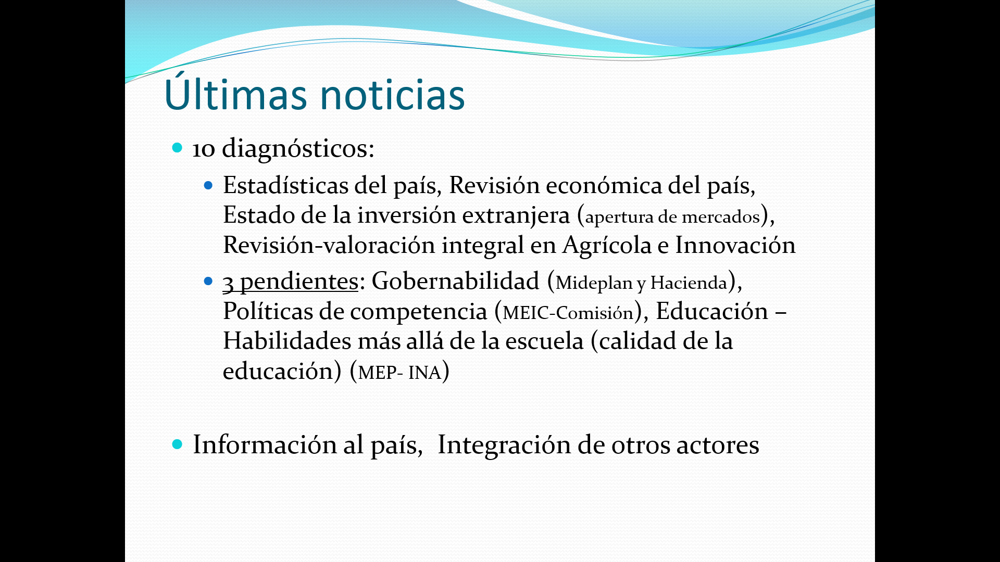 Últimas noticias
10 diagnósticos:
Estadísticas del país, Revisión económica del país,
Estado de la inversión extranjera (apertura de mercados),
Revisión-valoración integral en Agrícola e Innovación
3 pendientes: Gobernabilidad (Mideplan y Hacienda),
Políticas de competencia (MEIC-Comisión), Educación –
Habilidades más allá de la escuela (calidad de la
educación) (MEP- INA)
Información al país,  Integración de otros actores